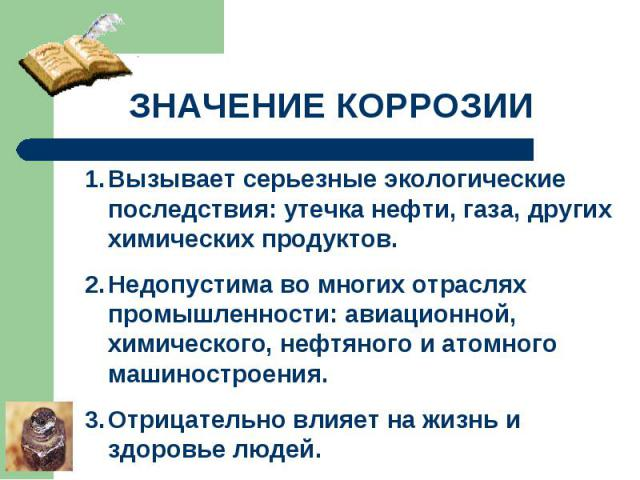 ЗНАЧЕНИЕ КОРРОЗИИ
1. Вызывает серьезные экологические
последствия: утечка нефти, газа, других
химических продуктов.
2. Недопустима во многих отраслях
промышленности: авиационной,
химического, нефтяного и атомного
машиностроения.
3. Отрицательно влияет на жизнь и
здоровье людей.